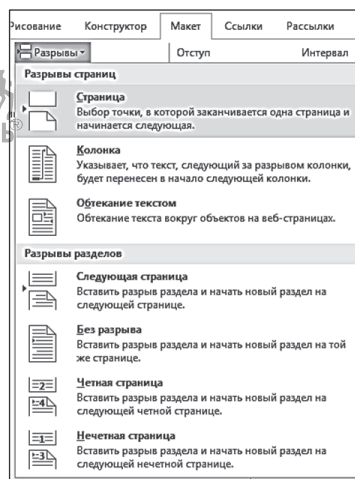 Рисование Конструктор Макет Ссылки Рассылки
Разрывы Отступ Интервал
Разрывы страниц
Страница
Выбор точки, в которой заканчивается одна страница и
начинается следующая.
Колонка
Указывает, что текст, следующий за разрывом колонки,
будет перенесен в начало следующей колонки.
Обтекание текстом
Обтекание текста вокруг объектов на веб-страницах.
Разрывы разделов
Следующая страница
Вставить разрыв раздела и начать новый раздел на
следующей странице.
Без разрыва
Вставить разрыв раздела и начать новый раздел на той
же странице.
=2=
=4
Четная страница
Вставить разрыв раздела и начать новый раздел на
следующей четной странице.
=1=
=3
Нечетная страница
Вставить разрыв раздела и начать новый раздел на
следующей нечетной странице.